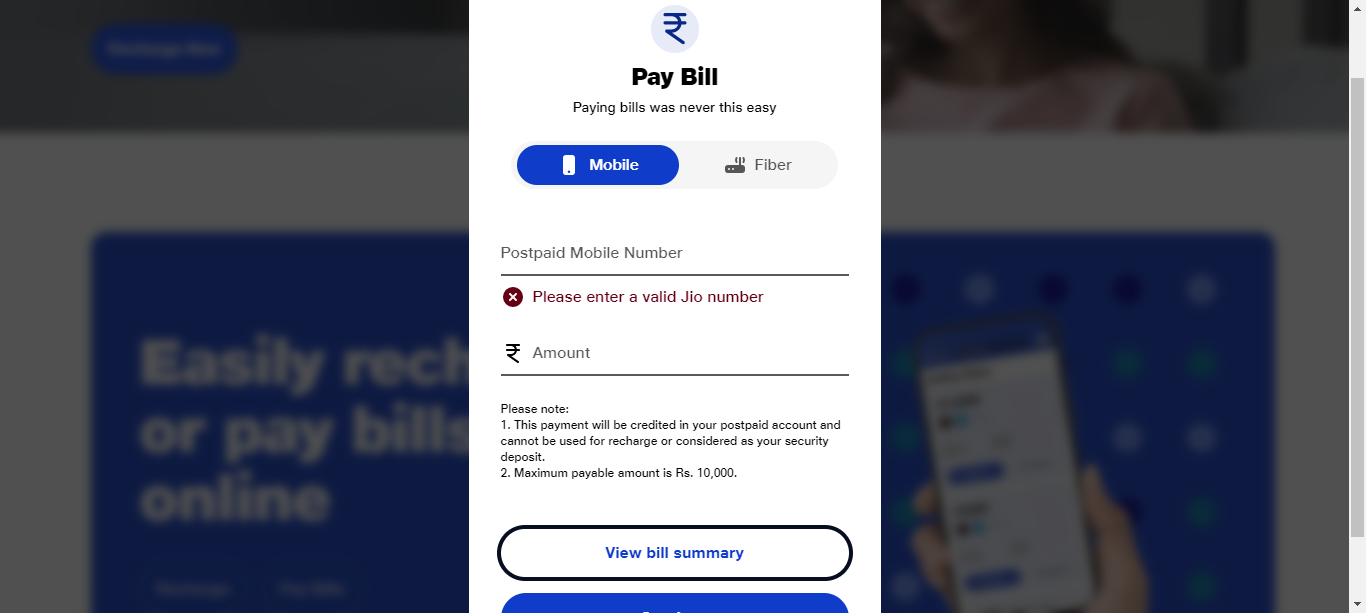 Recharge Now
₹
Pay Bill
Paying bills was never this easy
Mobile
Fiber
Postpaid Mobile Number
Please enter a valid Jio number
₹ Amount
Please note:
1. This payment will be credited in your postpaid account and
cannot be used for recharge or considered as your security
deposit.
2. Maximum payable amount is Rs. 10,000.
View bill summary
Easily rech
or pay bills
online
Recharge
Pay Bills